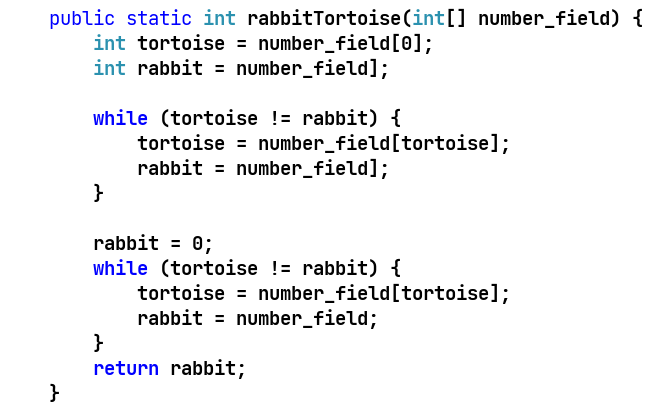 public static int rabbitTortoise(int[] number_field) {
int tortoise = number_field[0];
int rabbit = number_field];
while (tortoise != rabbit) {
tortoise = number_field[tortoise];
rabbit = number_field];
}
rabbit = 0;
while (tortoise != rabbit) {
tortoise = number_field[tortoise];
rabbit = number_field;
}
return rabbit;
}